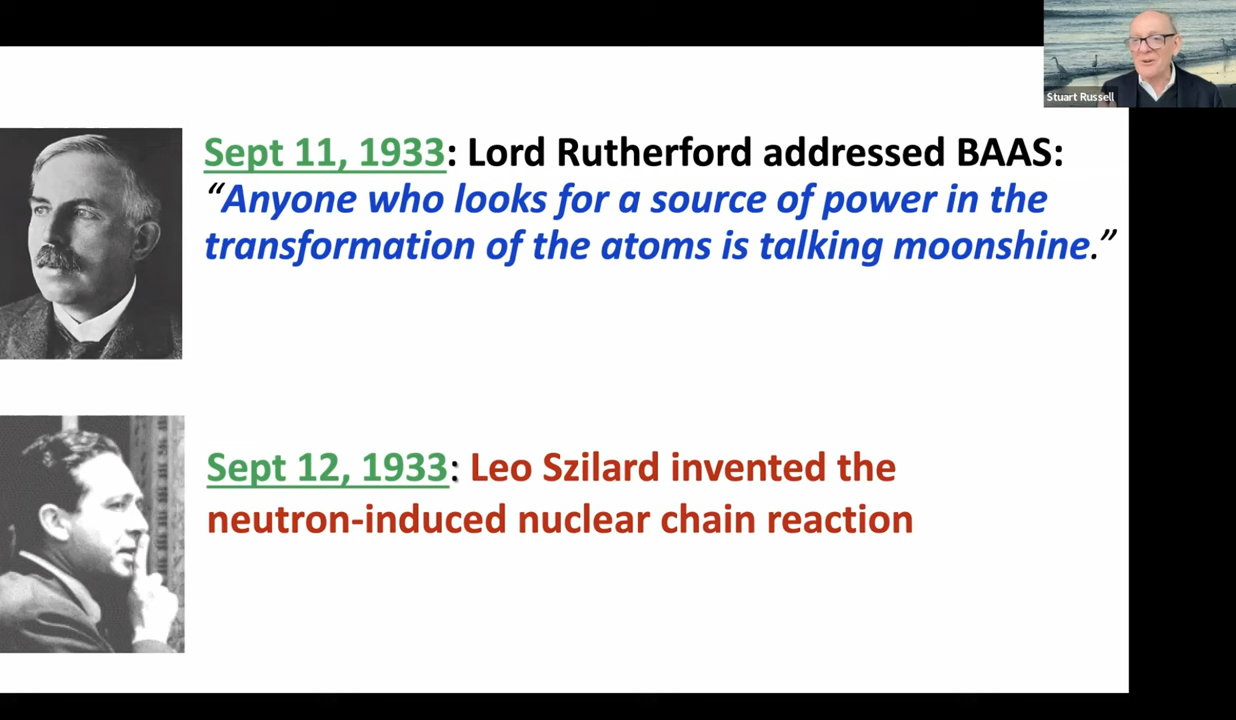 Stuart Russell
Sept 11, 1933: Lord Rutherford addressed BAAS:
“Anyone who looks for a source of power in the
transformation of the atoms is talking moonshine.”
Sept 12, 1933: Leo Szilard invented the
neutron-induced nuclear chain reaction